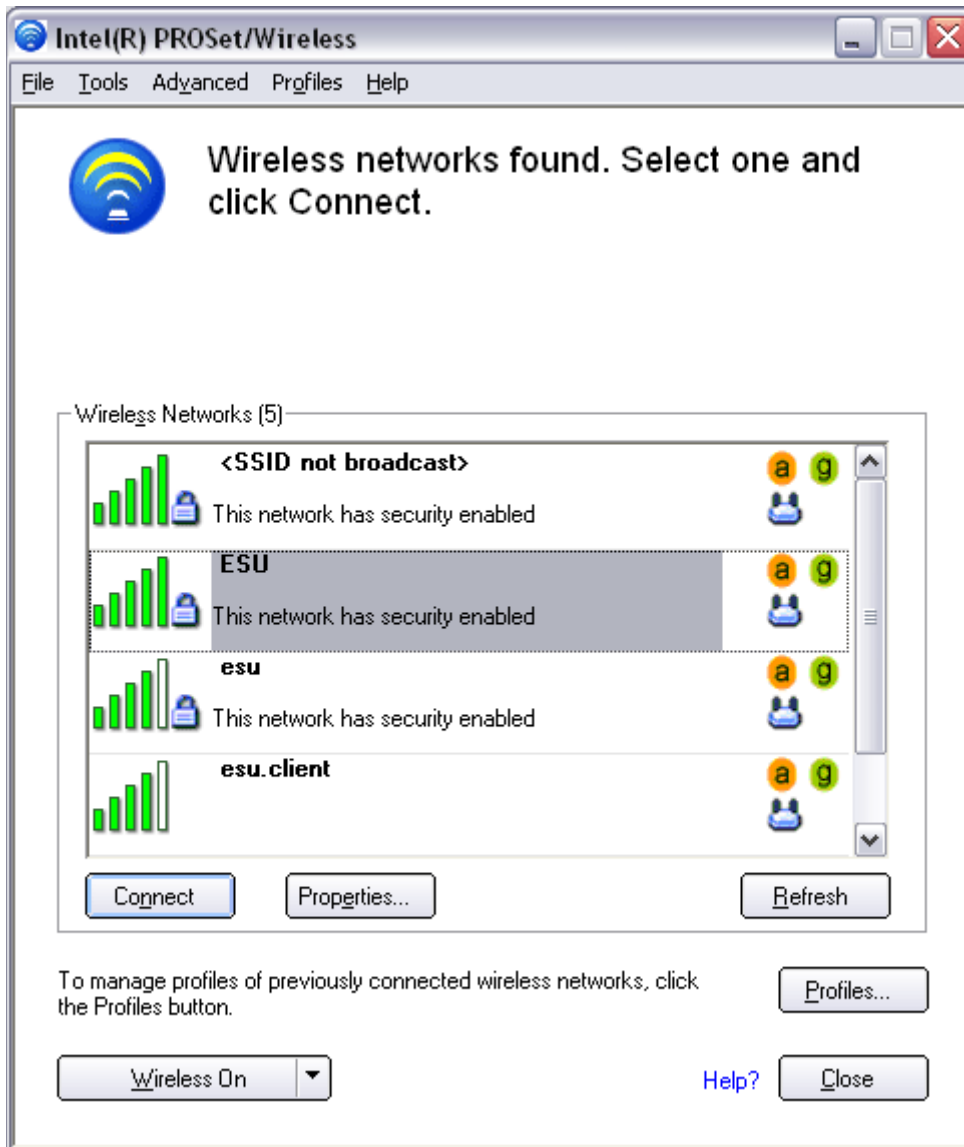 Intel(R) PROSet/Wireless
File Tools Advanced Profiles Help
Wireless networks found. Select one and
click Connect.
Wireless Networks (5)
<SSID not broadcast>
a g
This network has security enabled
ESU
a g
This network has security enabled
esu
a g
This network has security enabled
esu.client
a g
Connect Properties... Refresh
To manage profiles of previously connected wireless networks, click
the Profiles button.
Profiles...
Wireless On Help? Close